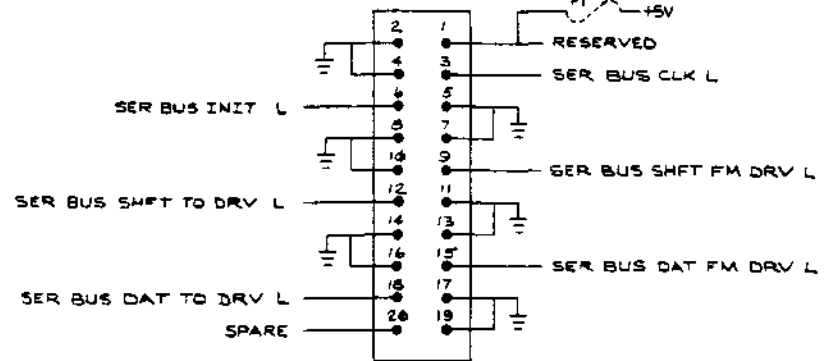 P1
+5V
2 1
RESERVED
4 3
SER BUS CLK L
6 5
SER BUS INIT L
8 7
10 9
SER BUS SHFT FM DRV L
12 11
SER BUS SHFT TO DRV L
14 13
16 15
SER BUS DAT FM DRV L
18 17
SER BUS DAT TO DRV L
20 19
SPARE